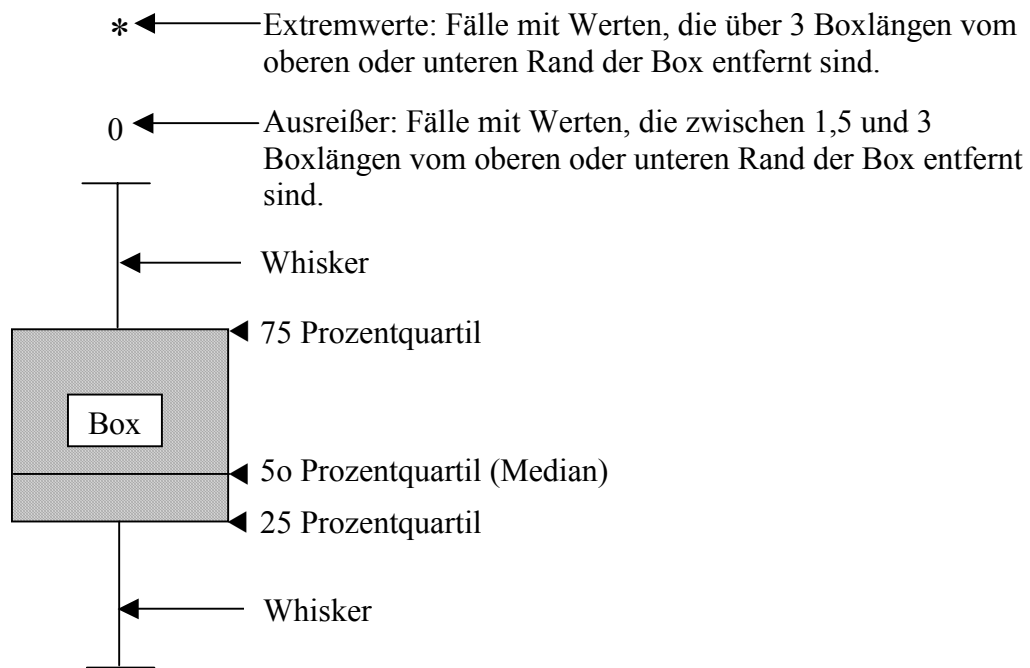 * Extremwerte: Fälle mit Werten, die über 3 Boxlängen vom
oberen oder unteren Rand der Box entfernt sind.
0 Ausreißer: Fälle mit Werten, die zwischen 1,5 und 3
Boxlängen vom oberen oder unteren Rand der Box entfernt
sind.
Whisker
75 Prozentquartil
Box
5o Prozentquartil (Median)
25 Prozentquartil
Whisker